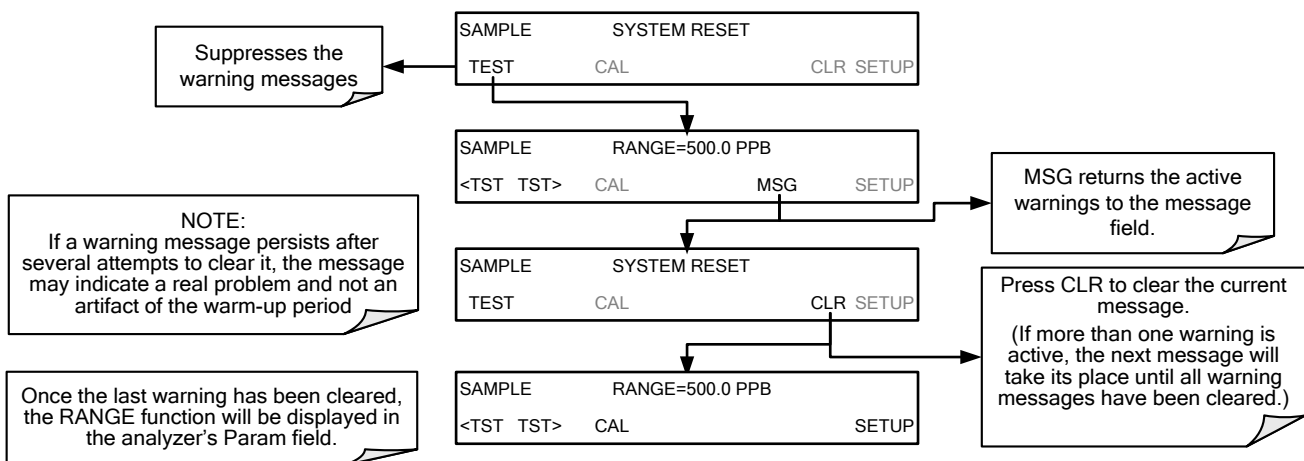 Suppresses the
warning messages
SAMPLE SYSTEM RESET
TEST CAL CLR SETUP
SAMPLE RANGE=500.0 PPB
<TST TST> CAL MSG SETUP
MSG returns the active
warnings to the message
field.
NOTE:
If a warning message persists after
several attempts to clear it, the message
may indicate a real problem and not an
artifact of the warm-up period
SAMPLE SYSTEM RESET
TEST CAL CLR SETUP
Press CLR to clear the current
message.
(If more than one warning is
active, the next message will
take its place until all warning
messages have been cleared.)
Once the last warning has been cleared,
the RANGE function will be displayed in
the analyzer's Param field.
SAMPLE RANGE=500.0 PPB
<TST TST> CAL SETUP